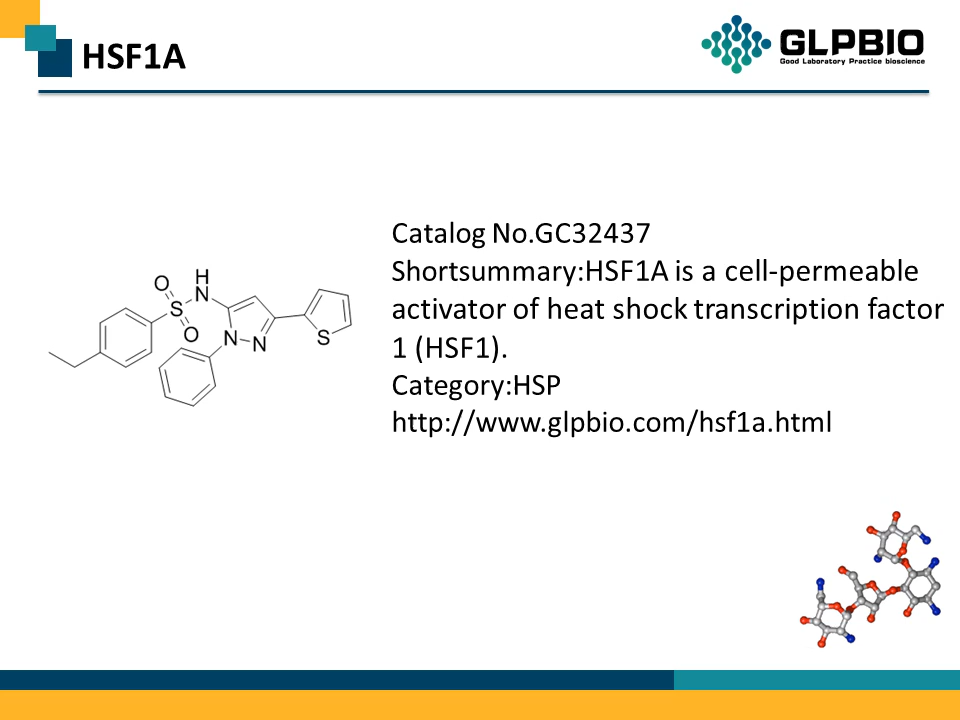 HSF1A
GLPBIO
Good Laboratory Practice bioscience
Catalog No.GC32437
Shortsummary:HSF1A is a cell-permeable
activator of heat shock transcription factor
1 (HSF1).
Category:HSP
http://www.glpbio.com/hsf1a.html
O
H
N
S
O
N
N
S